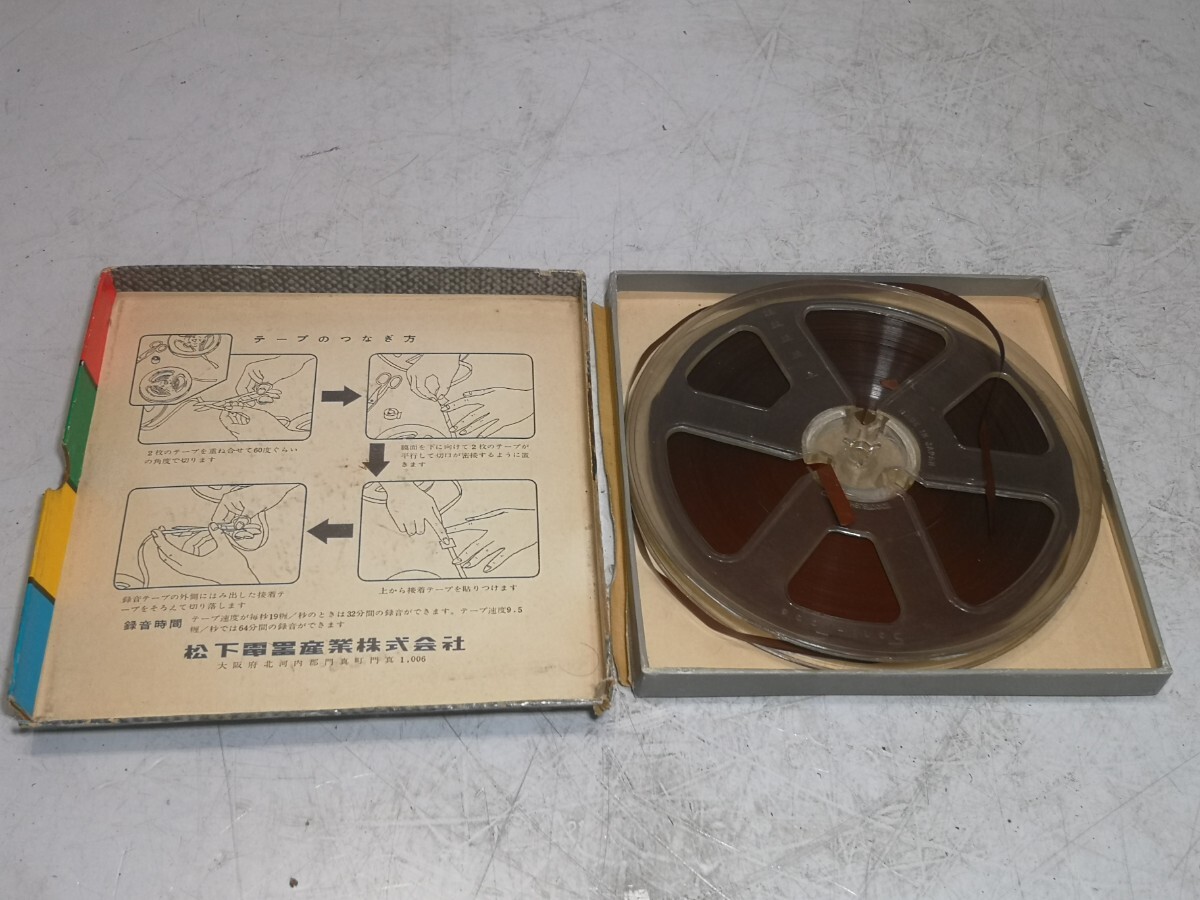 テープのつなぎ方
2枚のテープを重ね合せて60度ぐらい
の角度で切ります
鏡面を下に向けて2枚のテープが
平行して切口が密接するように置
きます
上から接着テープを貼りつけます
録音テープの外側にはみ出した接着テ
ープをそろえて切り落します
録音時間
テープ速度が毎秒19糎/秒のときは32分間の録音ができます。テープ速度9.5
糎/秒では64分間の録音ができます
松下電器産業株式会社
大阪府北河内郡門真町門真1,006